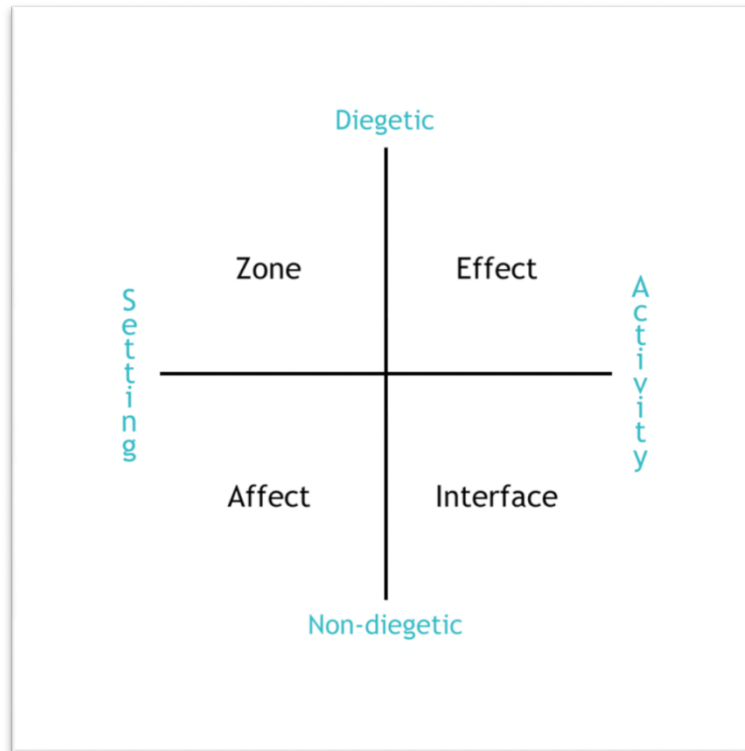 Diegetic
Zone
Effect
Setting
Activity
Affect
Interface
Non-diegetic